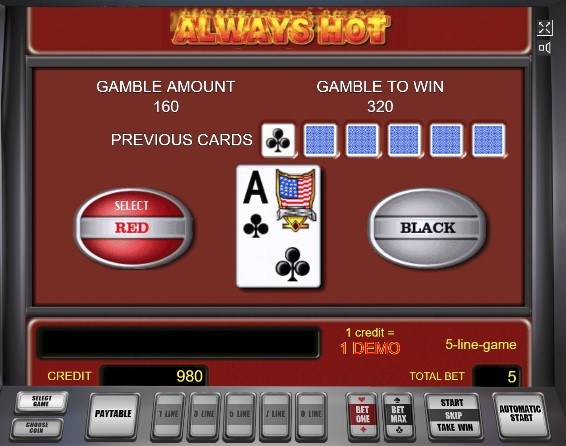 ALWAYS HOT
GAMBLE AMOUNT
160
GAMBLE TO WIN
320
PREVIOUS CARDS
SELECT
RED
A
BLACK
1 credit =
1 DEMO
5-line-game
CREDIT 980
TOTAL BET 5
SELECT
GAME
CHOOSE
COIN
PAYTABLE
1 LINE
3 LINE
5 LINE
7 LINE
9 LINE
BET
ONE
BET
MAX
START
SKIP
TAKE WIN
AUTOMATIC
START